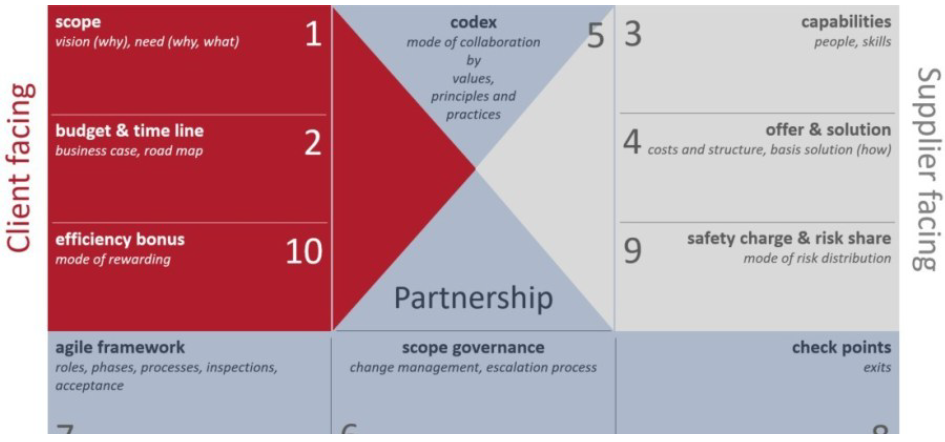 Client facing
scope
vision (why), need (why, what)
1
budget & time line
business case, road map
2
efficiency bonus
mode of rewarding
10
codex
mode of collaboration
by
values,
principles and
practices
5
Partnership
3
capabilities
people, skills
4
offer & solution
costs and structure, basis solution (how)
9
safety charge & risk share
mode of risk distribution
Supplier facing
agile framework
roles, phases, processes, inspections,
acceptance
7
scope governance
change management, escalation process
6
check points
exits
8